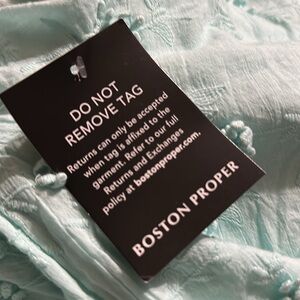 DO NOT
REMOVE TAG
Returns can only be accepted
when tag is affixed to the
garment. Refer to our full
Returns and Exchanges
policy at bostonproper.com.
BOSTON PROPER